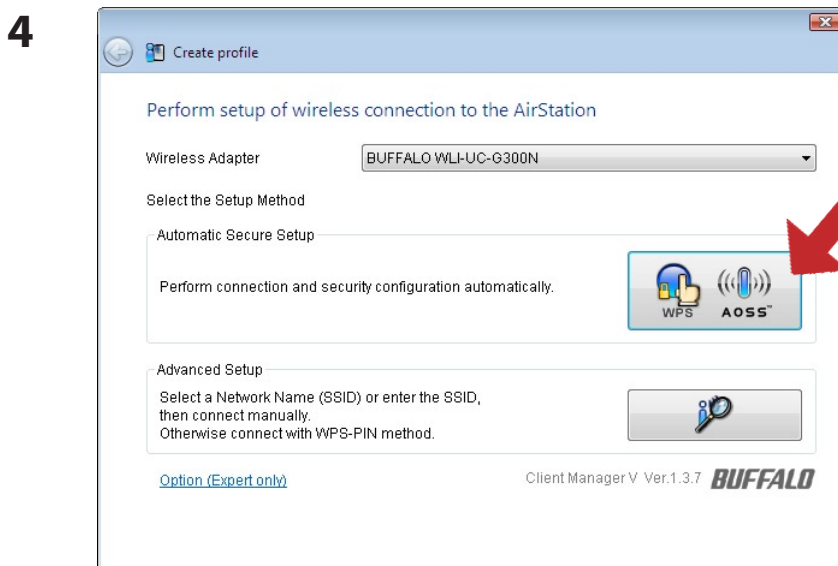 4
Create profile
Perform setup of wireless connection to the AirStation
Wireless Adapter
BUFFALO WLI-UC-G300N
Select the Setup Method
Automatic Secure Setup
Perform connection and security configuration automatically.
WPS
AOSS™
Advanced Setup
Select a Network Name (SSID) or enter the SSID,
then connect manually.
Otherwise connect with WPS-PIN method.
Option (Expert only)
Client Manager V Ver.1.3.7 BUFFALO